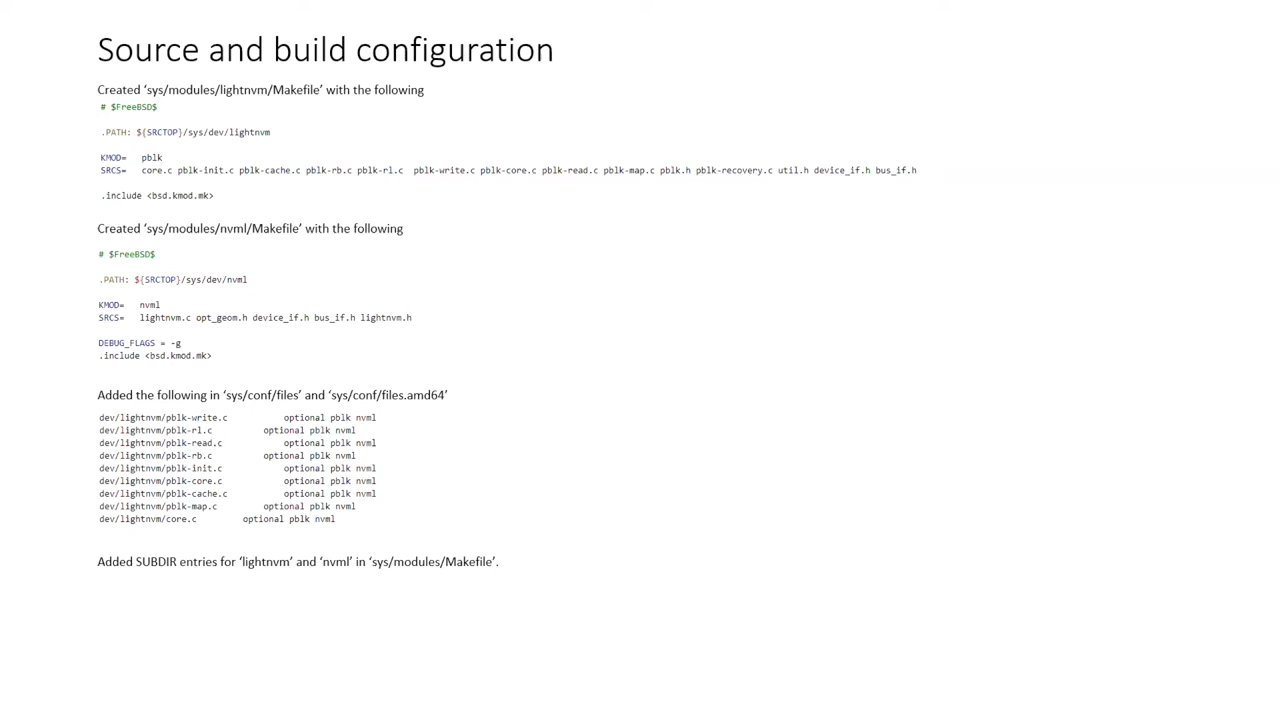 Source and build configuration
Created ‘sys/modules/lightnvm/Makefile’ with the following
# $FreeBSD$
.PATH: ${SRCTOP}/sys/dev/lightnvm
KMOD= pblk
SRCS= core.c pblk-init.c pblk-cache.c pblk-rb.c pblk-rl.c pblk-write.c pblk-core.c pblk-read.c pblk-map.c pblk.h pblk-recovery.c util.h device_if.h bus_if.h
.include <bsd.kmod.mk>
Created ‘sys/modules/nvml/Makefile’ with the following
# $FreeBSD$
.PATH: ${SRCTOP}/sys/dev/nvml
KMOD= nvml
SRCS= lightnvm.c opt_geom.h device_if.h bus_if.h lightnvm.h
DEBUG_FLAGS = -g
.include <bsd.kmod.mk>
Added the following in ‘sys/conf/files’ and ‘sys/conf/files.amd64’
dev/lightnvm/pblk-write.c optional pblk nvml
dev/lightnvm/pblk-rl.c optional pblk nvml
dev/lightnvm/pblk-read.c optional pblk nvml
dev/lightnvm/pblk-rb.c optional pblk nvml
dev/lightnvm/pblk-init.c optional pblk nvml
dev/lightnvm/pblk-core.c optional pblk nvml
dev/lightnvm/pblk-cache.c optional pblk nvml
dev/lightnvm/pblk-map.c optional pblk nvml
dev/lightnvm/core.c optional pblk nvml
Added SUBDIR entries for ‘lightnvm’ and ‘nvml’ in ‘sys/modules/Makefile’.